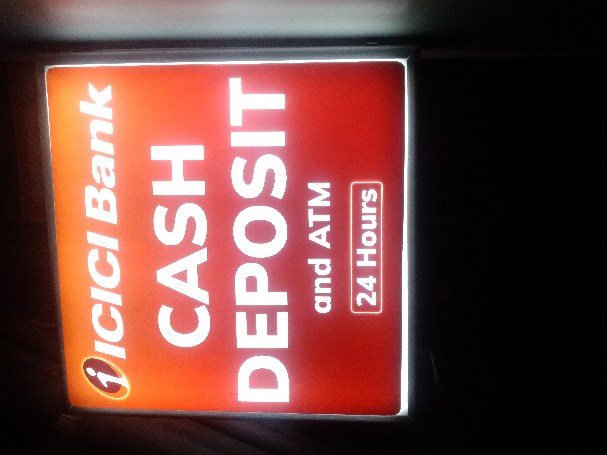 ICICI Bank
CASH
DEPOSIT
and ATM
24 Hours